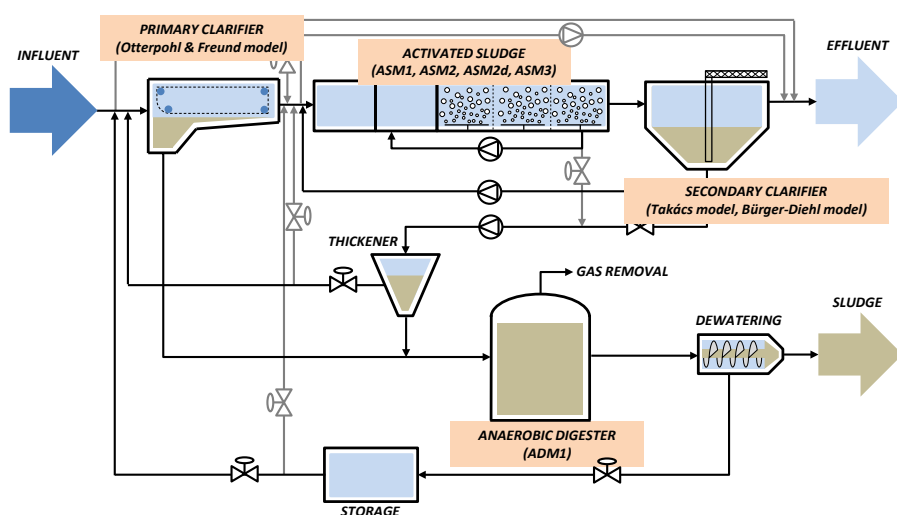 PRIMARY CLARIFIER
(Otterpohl & Freund model)
INFLUENT
ACTIVATED SLUDGE
(ASM1, ASM2, ASM2d, ASM3)
EFFLUENT
SECONDARY CLARIFIER
(Takács model, Bürger-Diehl model)
THICKENER
GAS REMOVAL
DEWATERING
SLUDGE
ANAEROBIC DIGESTER
(ADM1)
STORAGE